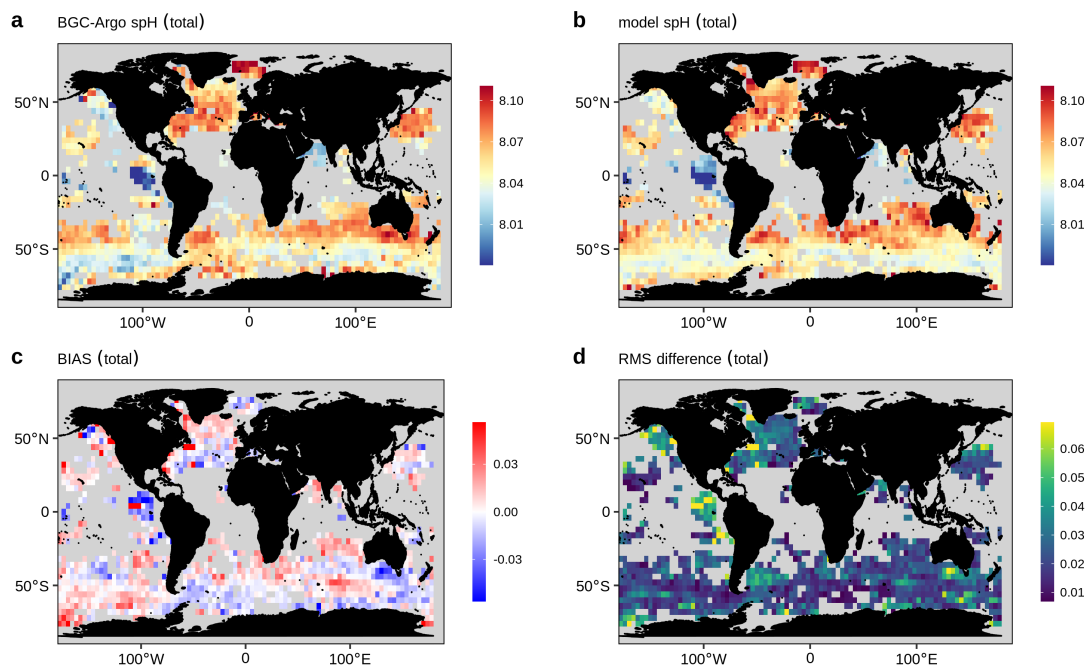 a BGC-Argo spH (total)
50°N
0
50°S
100°W 0 100°E
8.10
8.07
8.04
8.01
b model spH (total)
50°N
0
50°S
100°W 0 100°E
8.10
8.07
8.04
8.01
c BIAS (total)
50°N
0
50°S
100°W 0 100°E
0.03
0.00
-0.03
d RMS difference (total)
50°N
0
50°S
100°W 0 100°E
0.06
0.05
0.04
0.03
0.02
0.01